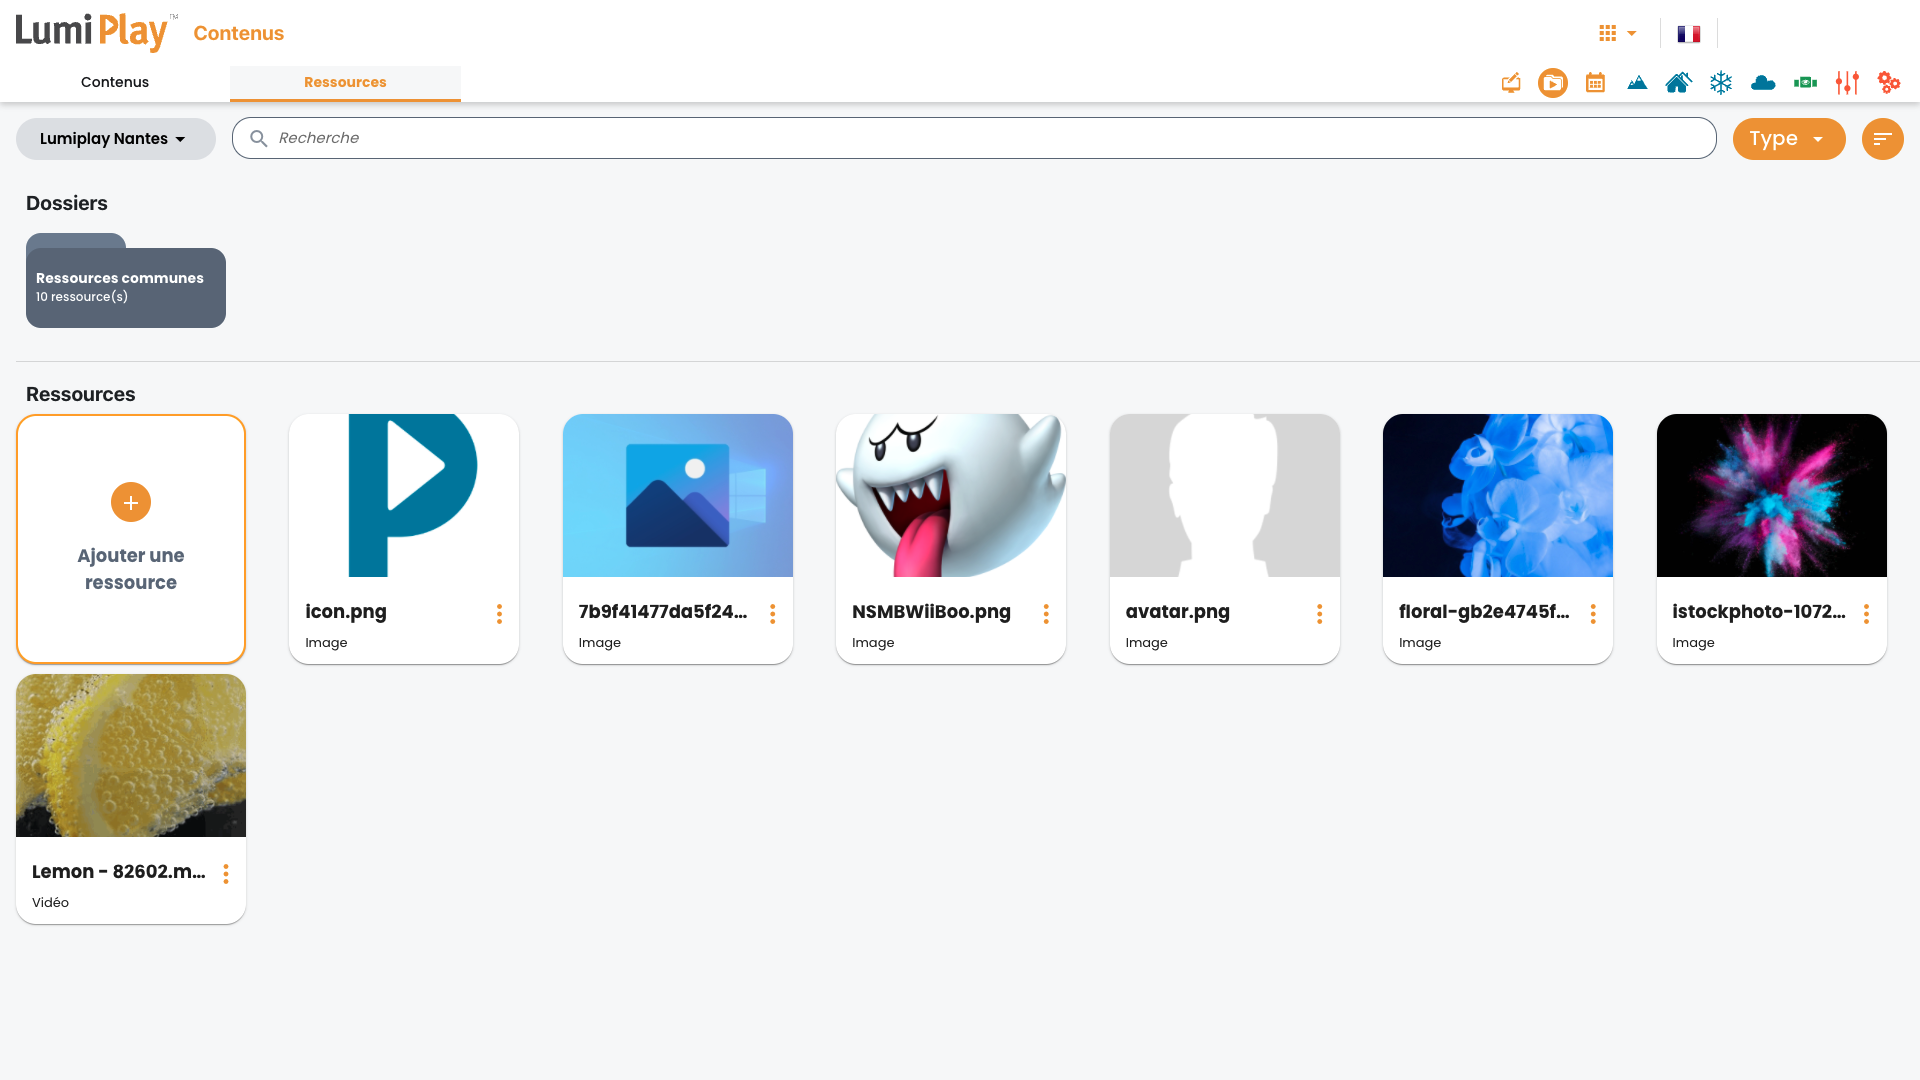 LumiPlay™
Contenus
Contenus
Ressources
Lumiplay Nantes
Recherche
Type
Dossiers
Ressources communes
10 ressource(s)
Ressources
Ajouter une
ressource
icon.png
Image
7b9f41477da5f24...
Image
NSMBWiiBoo.png
Image
avatar.png
Image
floral-gb2e4745f...
Image
istockphoto-1072...
Image
Lemon - 82602.m...
Vidéo